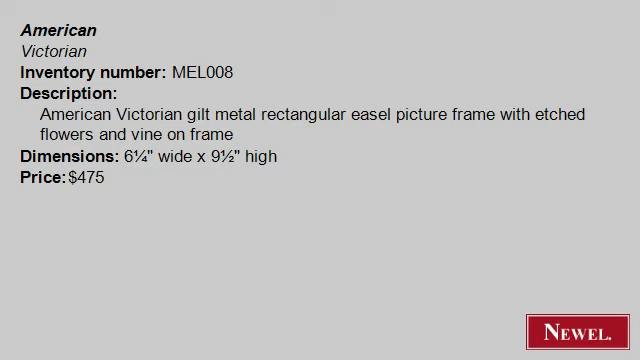 American
Victorian
Inventory number: MEL008
Description:
American Victorian gilt metal rectangular easel picture frame with etched
flowers and vine on frame
Dimensions: 6¼" wide x 9½" high
Price:$475
NEWEL.